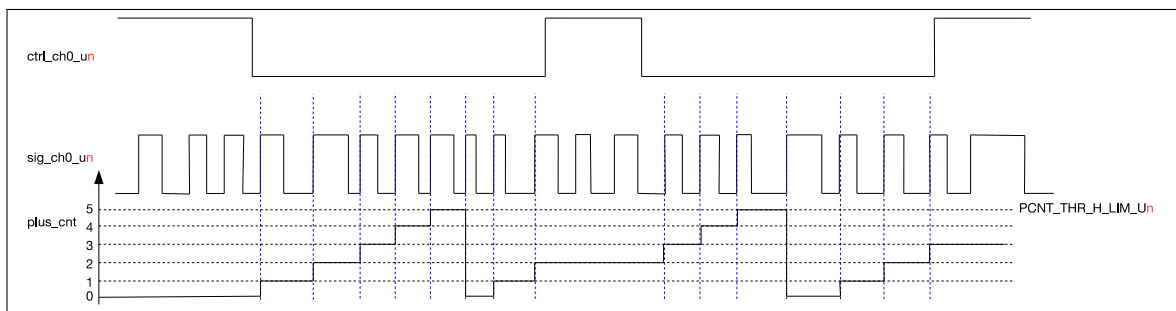 ctrl_ch0_un
sig_ch0_un
plus_cnt
5
4
3
2
1
0
PCNT_THR_H_LIM_Un